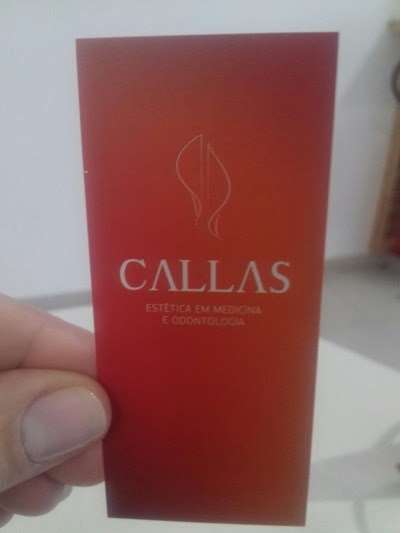 CALLAS
ESTÉTICA EM MEDICINA
E ODONTOLOGIA